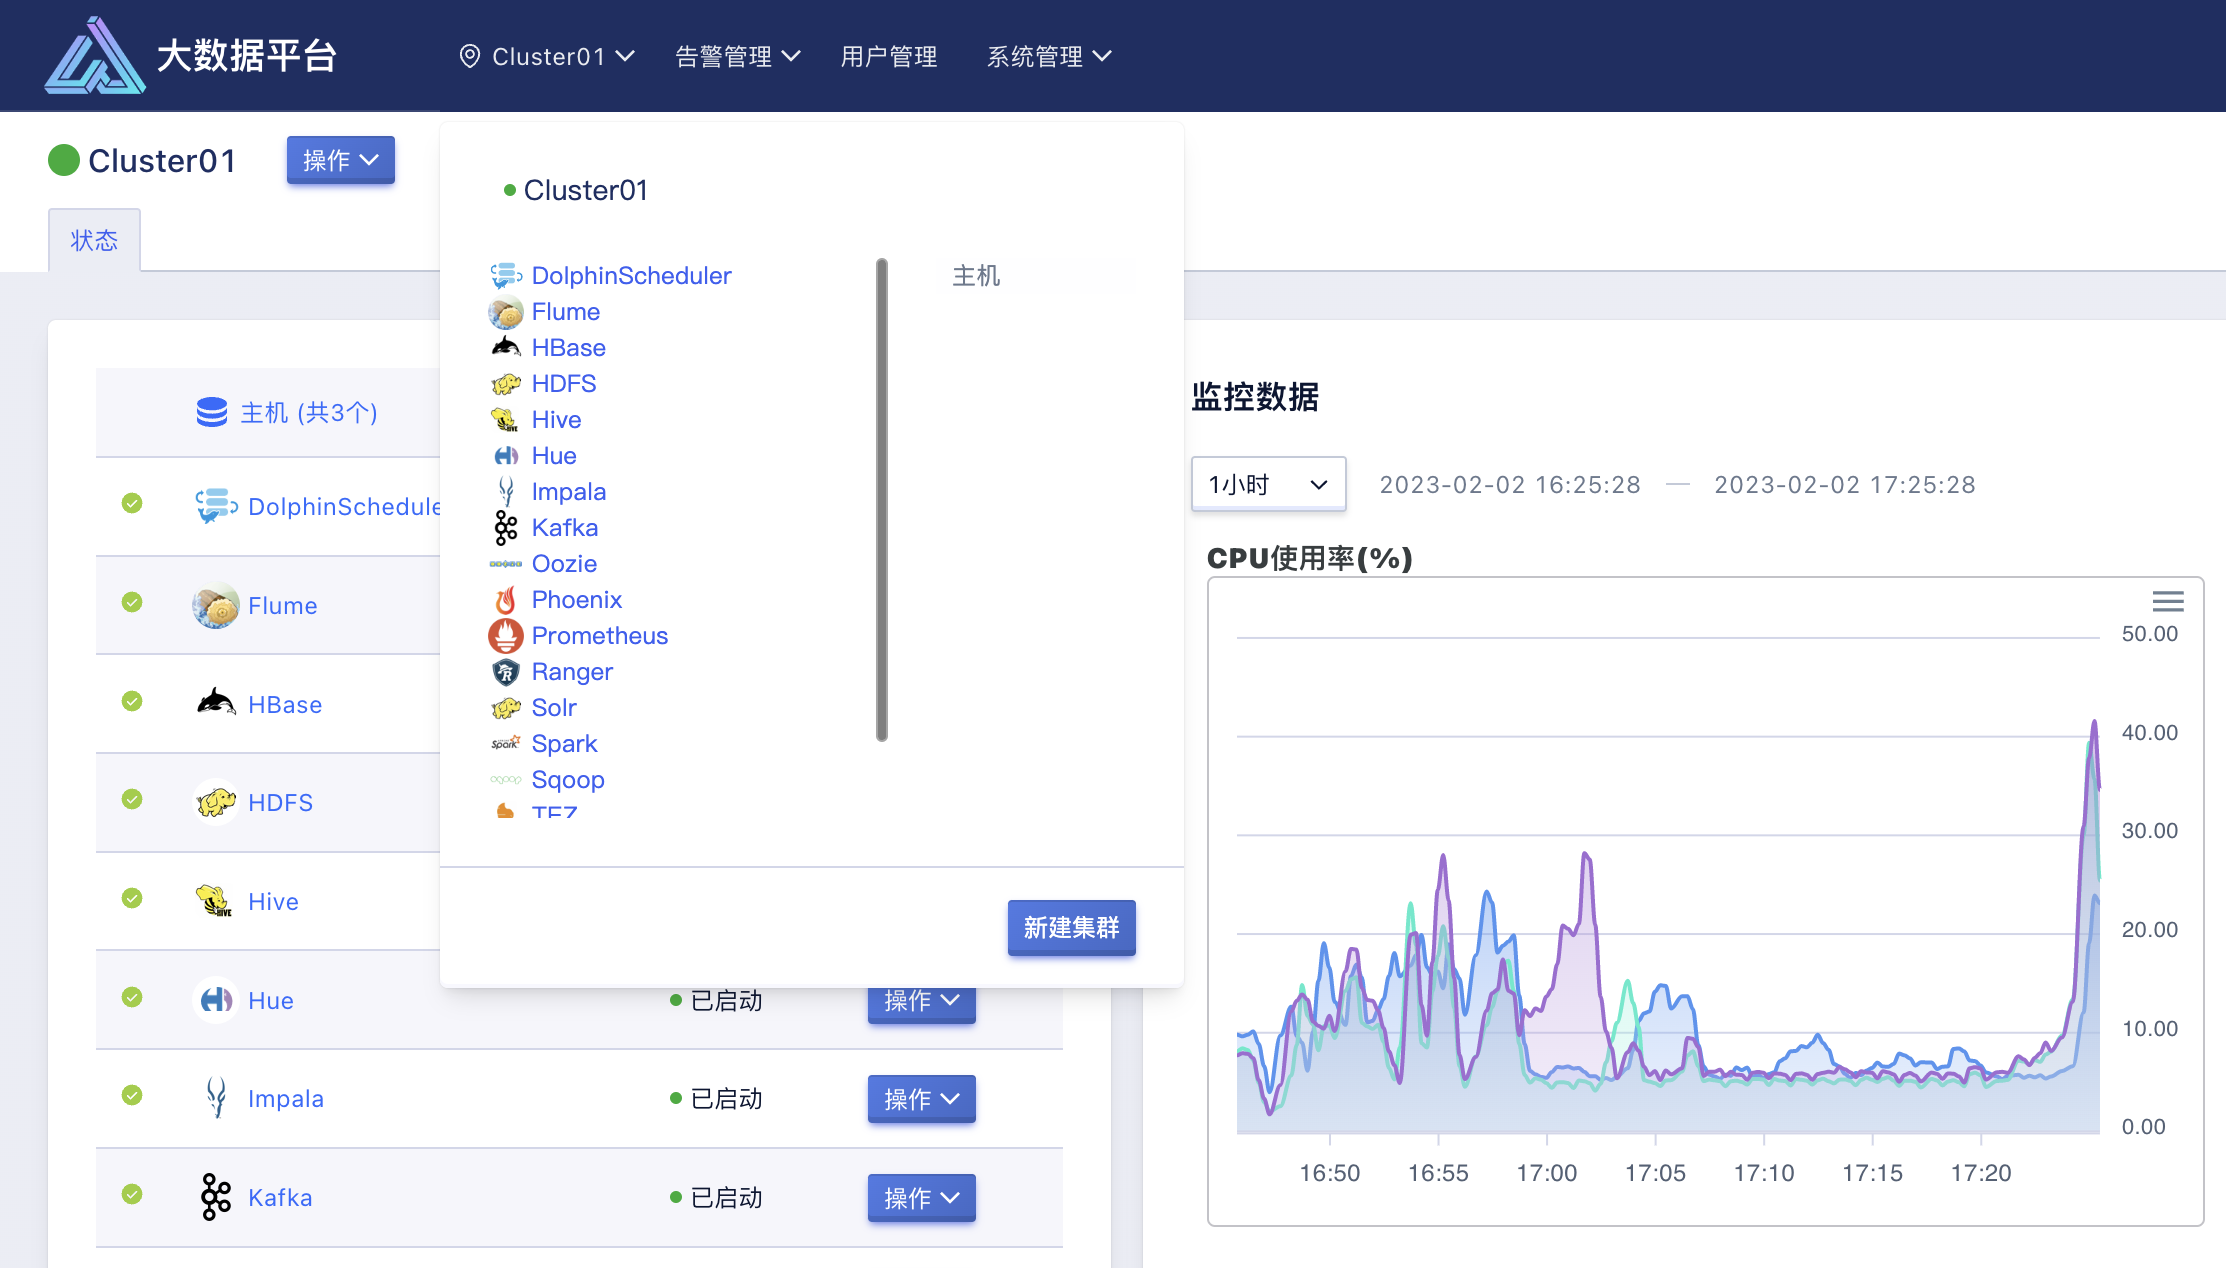 大数据平台
Cluster01
告警管理
用户管理
系统管理
Cluster01
操作
状态
Cluster01
DolphinScheduler
Flume
HBase
HDFS
Hive
Hue
Impala
Kafka
Oozie
Phoenix
Prometheus
Ranger
Solr
Spark
Sqoop
TEZ
主机
新建集群
主机 (共3个)
DolphinSchedule
Flume
HBase
HDFS
Hive
Hue 已启动 操作
Impala 已启动 操作
Kafka 已启动 操作
监控数据
1小时 2023-02-02 16:25:28 — 2023-02-02 17:25:28
CPU使用率(%)
50.00
40.00
30.00
20.00
10.00
0.00
16:50 16:55 17:00 17:05 17:10 17:15 17:20